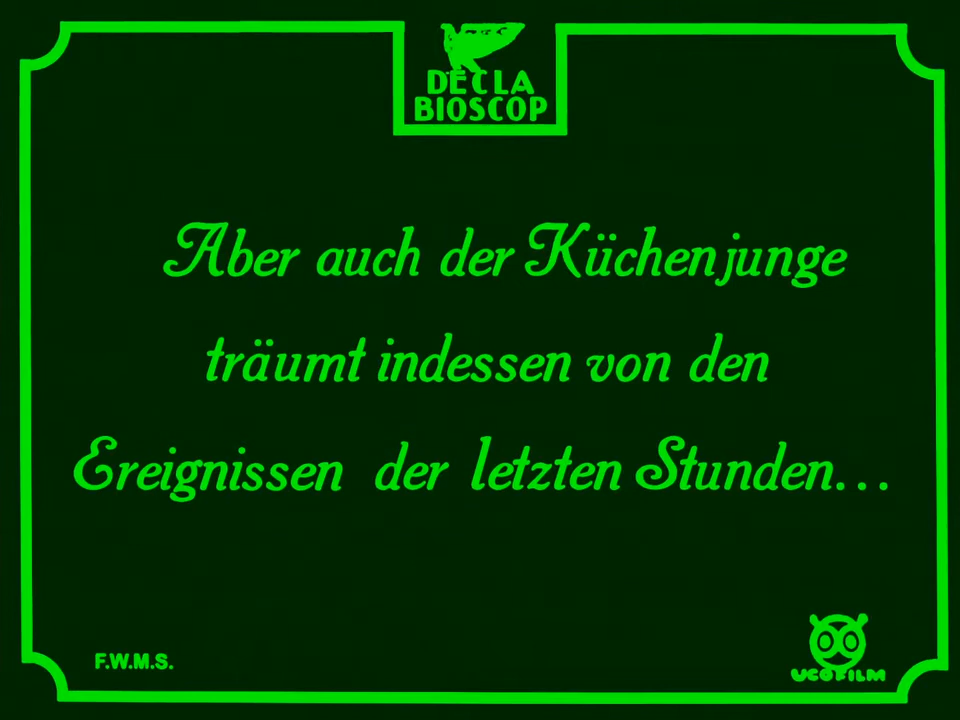 DECLA
BIOSCOP
Aber auch der Küchenjunge
träumt indessen von den
Ereignissen der letzten Stunden...
F.W.M.S.
UCOFILM